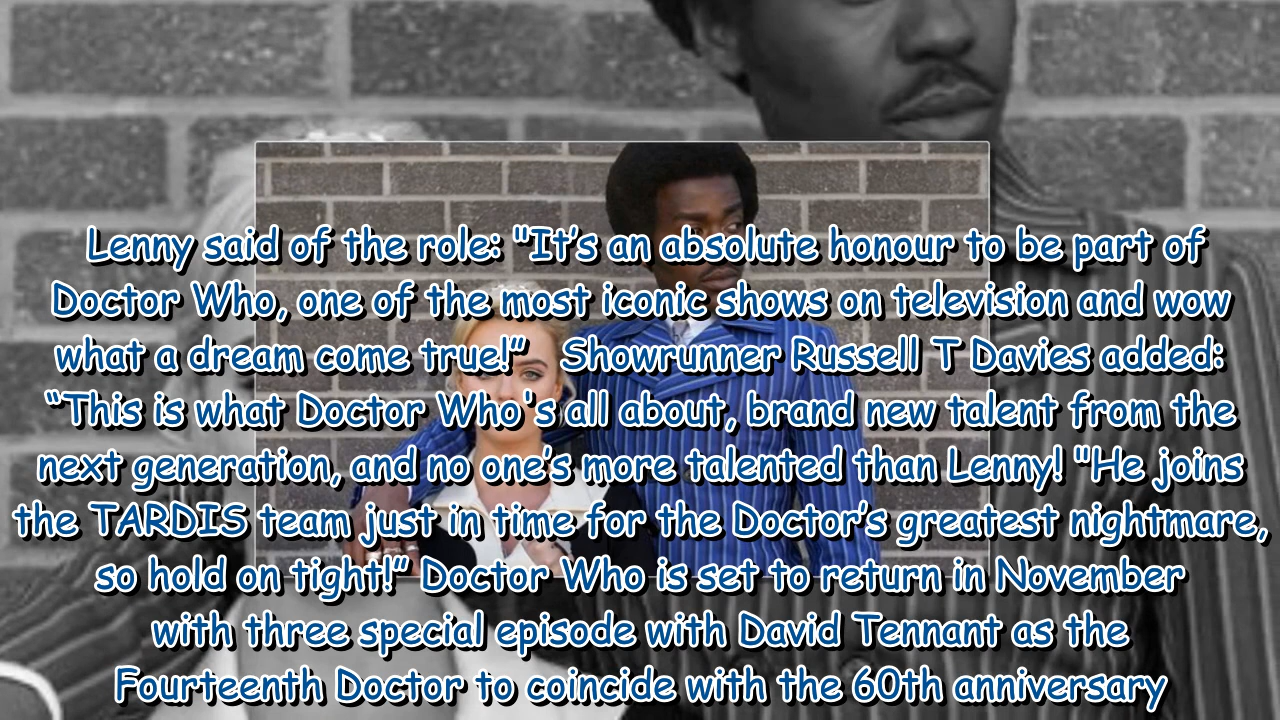 Lenny said of the role: "It’s an absolute honour to be part of
Doctor Who, one of the most iconic shows on television and wow
what a dream come true!” Showrunner Russell T Davies added:
“This is what Doctor Who's all about, brand new talent from the
next generation, and no one’s more talented than Lenny! "He joins
the TARDIS team just in time for the Doctor’s greatest nightmare,
so hold on tight!” Doctor Who is set to return in November
with three special episode with David Tennant as the
Fourteenth Doctor to coincide with the 60th anniversary